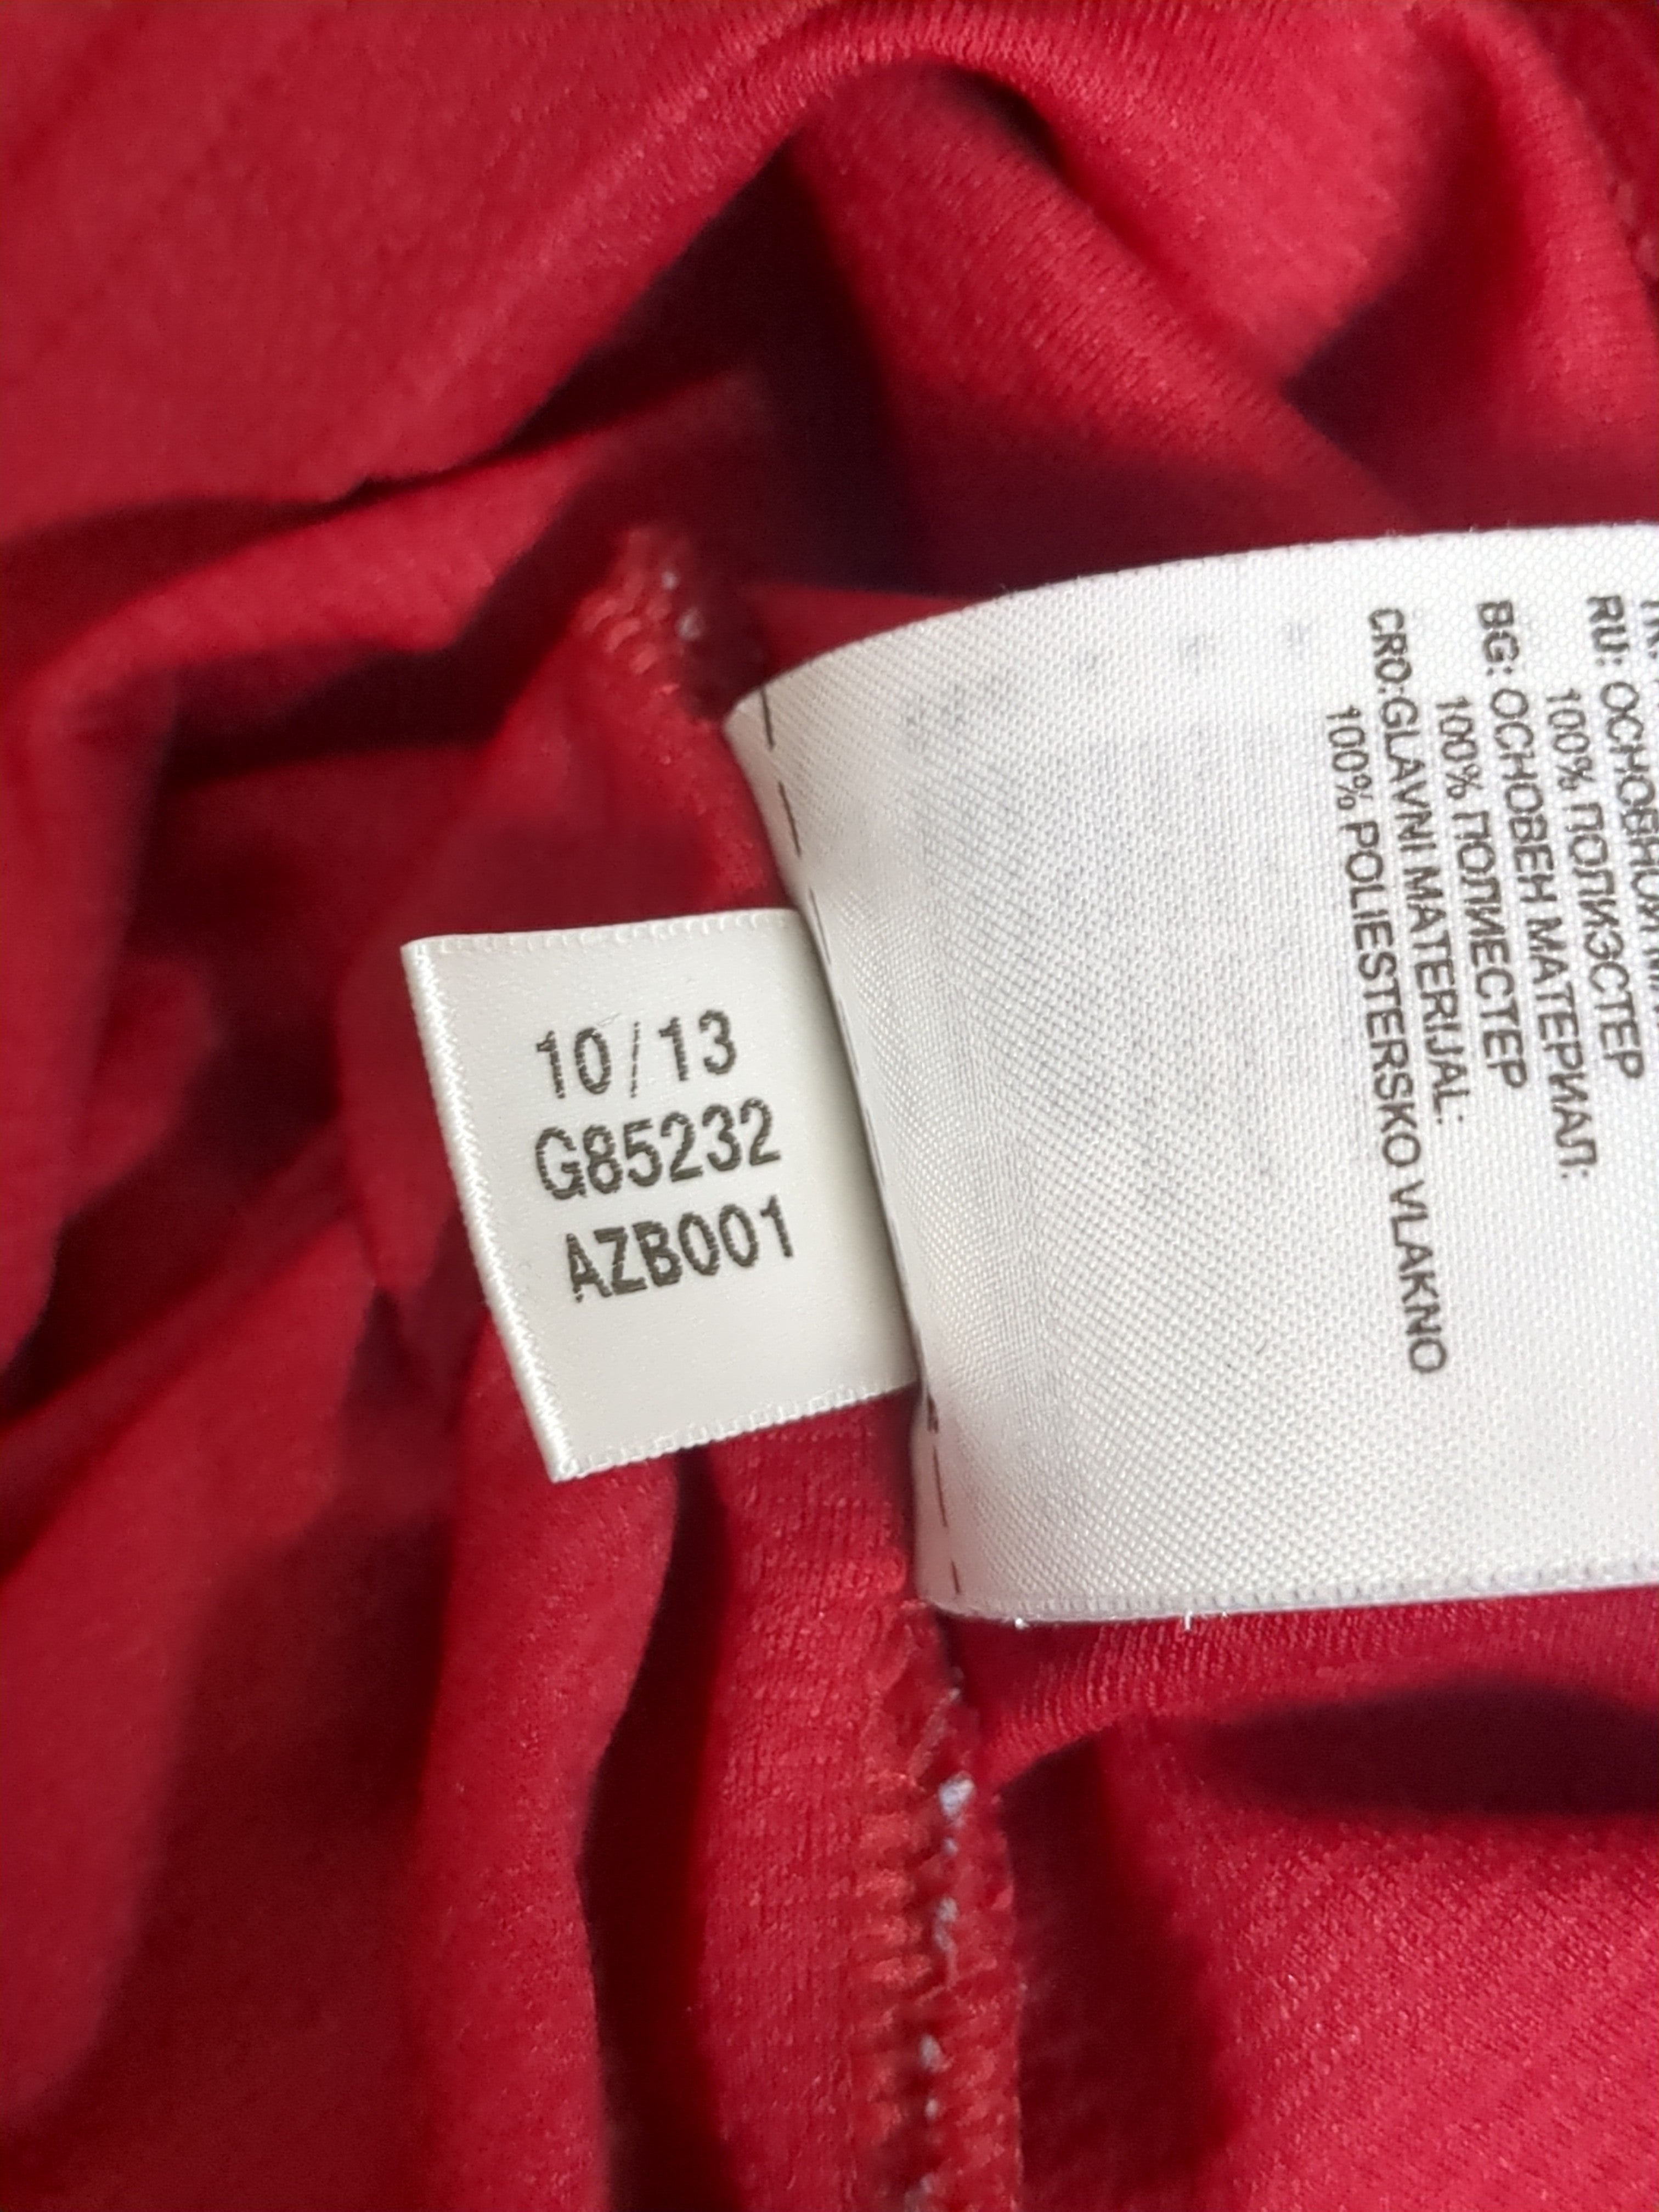 10/13
G85232
AZB001
RU: ОСНОВНОЙ
100% ПОЛИЭСТЕР
BG: ОСНОВЕН МАТЕРИАЛ:
100% ПОЛИЕСТЕР
CRO:GLAVNI MATERIJAL:
100% POLIESTERSKO VLAKNO